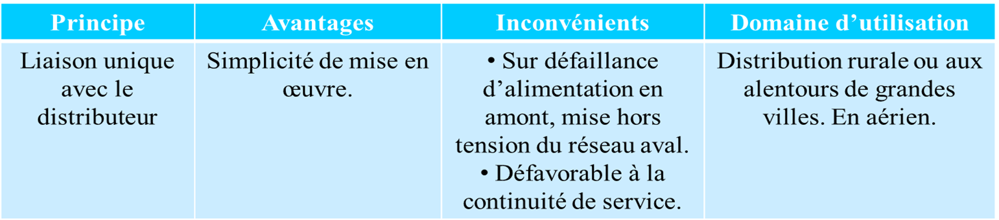 Principe
Avantages
Inconvénients
Domaine d’utilisation
Liaison unique
avec le
distributeur
Simplicité de mise en
œuvre.
• Sur défaillance
d’alimentation en
amont, mise hors
tension du réseau aval.
• Défavorable à la
continuité de service.
Distribution rurale ou aux
alentours de grandes
villes. En aérien.